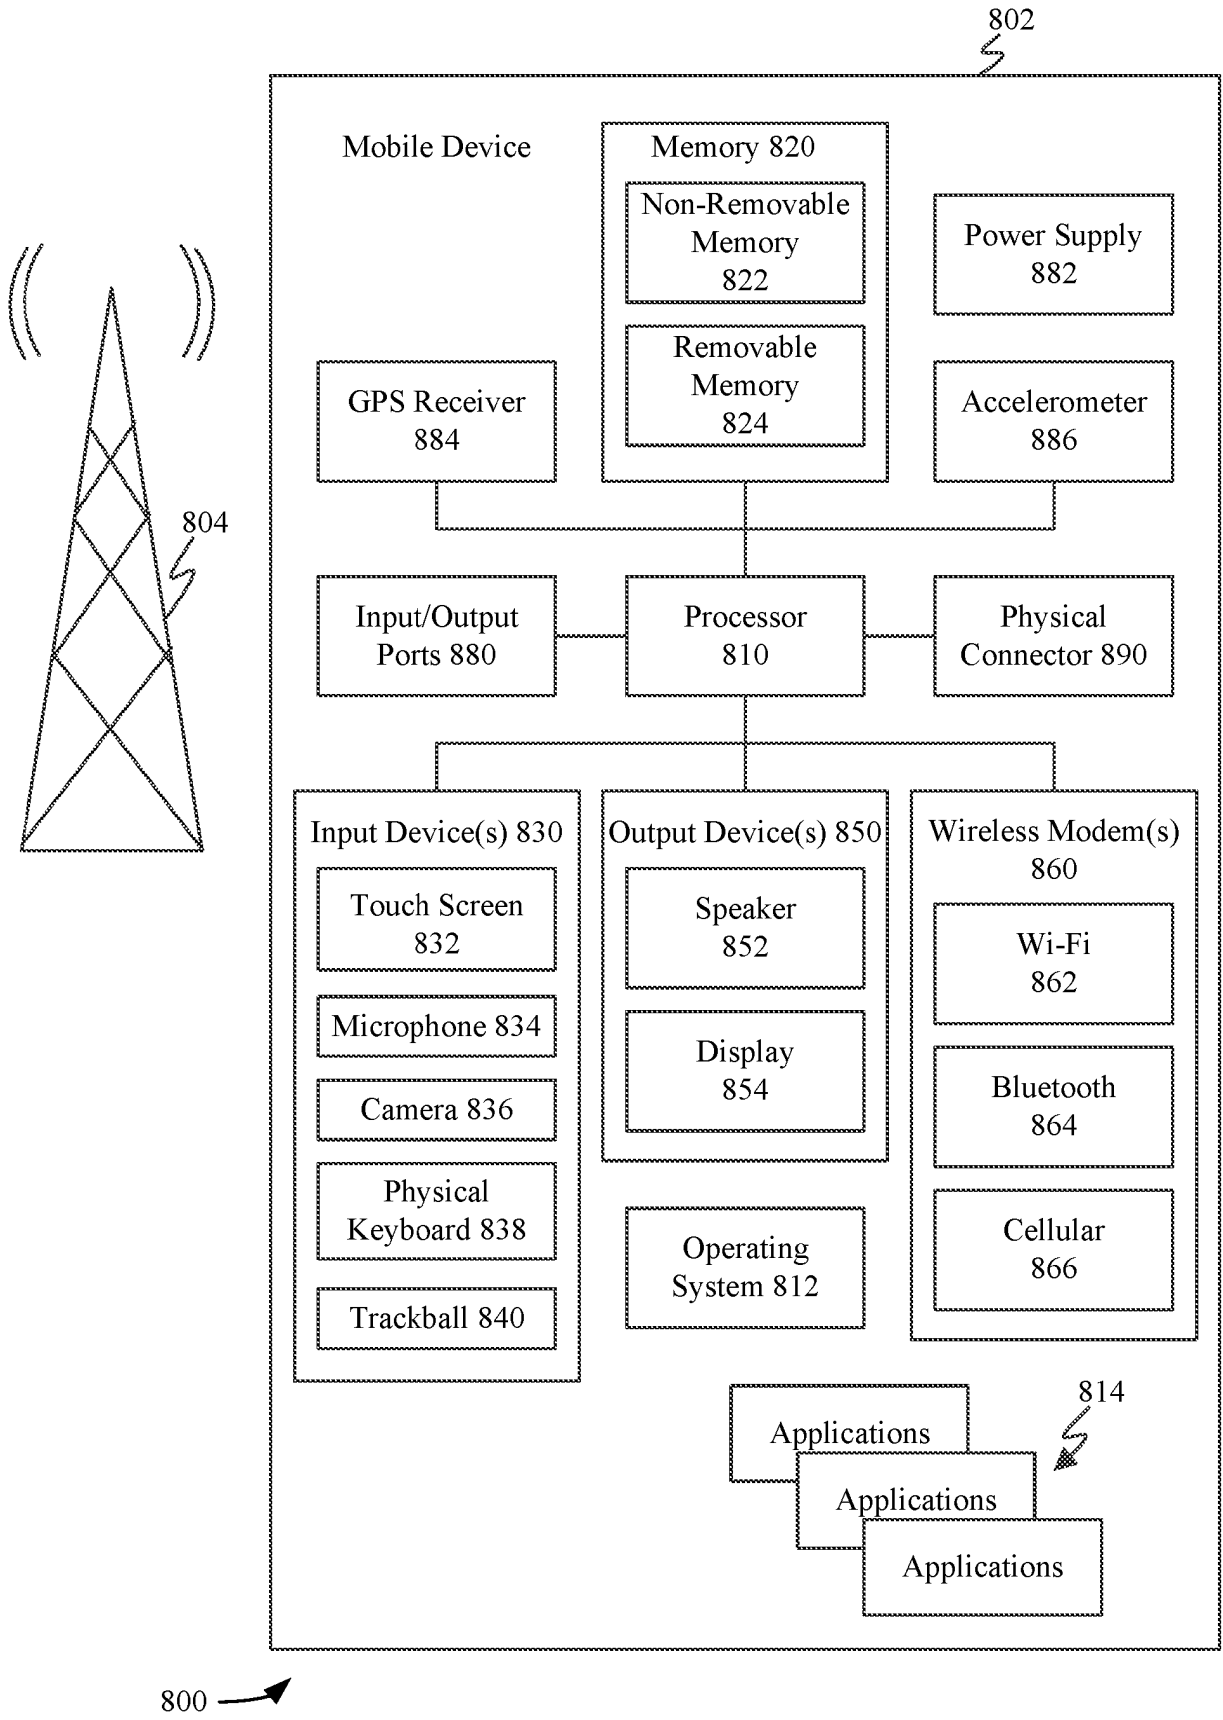 802
Mobile Device
Memory 820
Non-Removable
Memory
822
Removable
Memory
824
Power Supply
882
GPS Receiver
884
Accelerometer
886
804
Input/Output
Ports 880
Processor
810
Physical
Connector 890
Input Device(s) 830
Touch Screen
832
Microphone 834
Camera 836
Physical
Keyboard 838
Trackball 840
Output Device(s) 850
Speaker
852
Display
854
Wireless Modem(s)
860
Wi-Fi
862
Bluetooth
864
Cellular
866
Operating
System 812
814
Applications
Applications
Applications
800